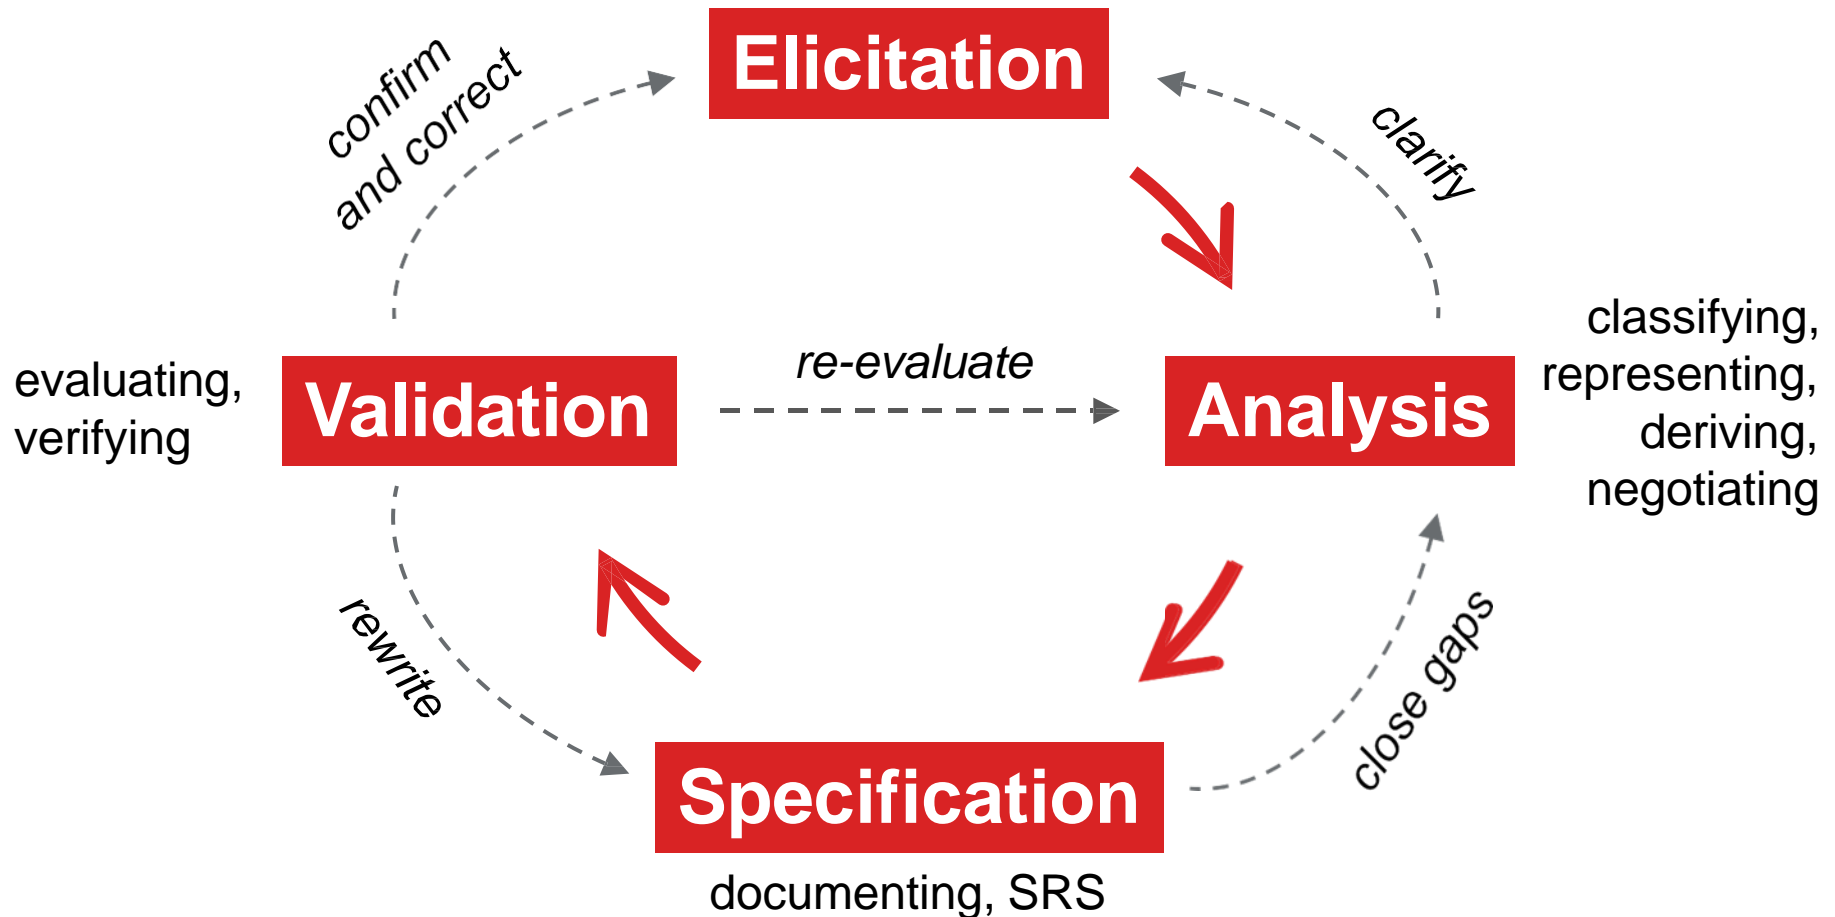 Elicitation
confirm
and correct
clarify
evaluating,
verifying
Validation
re-evaluate
Analysis
classifying,
representing,
deriving,
negotiating
rewrite
close gaps
Specification
documenting, SRS